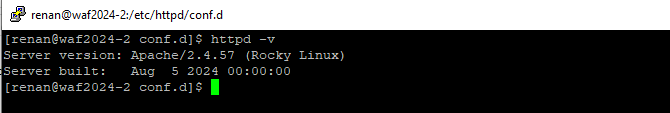 renan@waf2024-2:/etc/httpd/conf.d
[renan@waf2024-2 conf.d]$ httpd -v
Server version: Apache/2.4.57 (Rocky Linux)
Server built:   Aug  5 2024 00:00:00
[renan@waf2024-2 conf.d]$